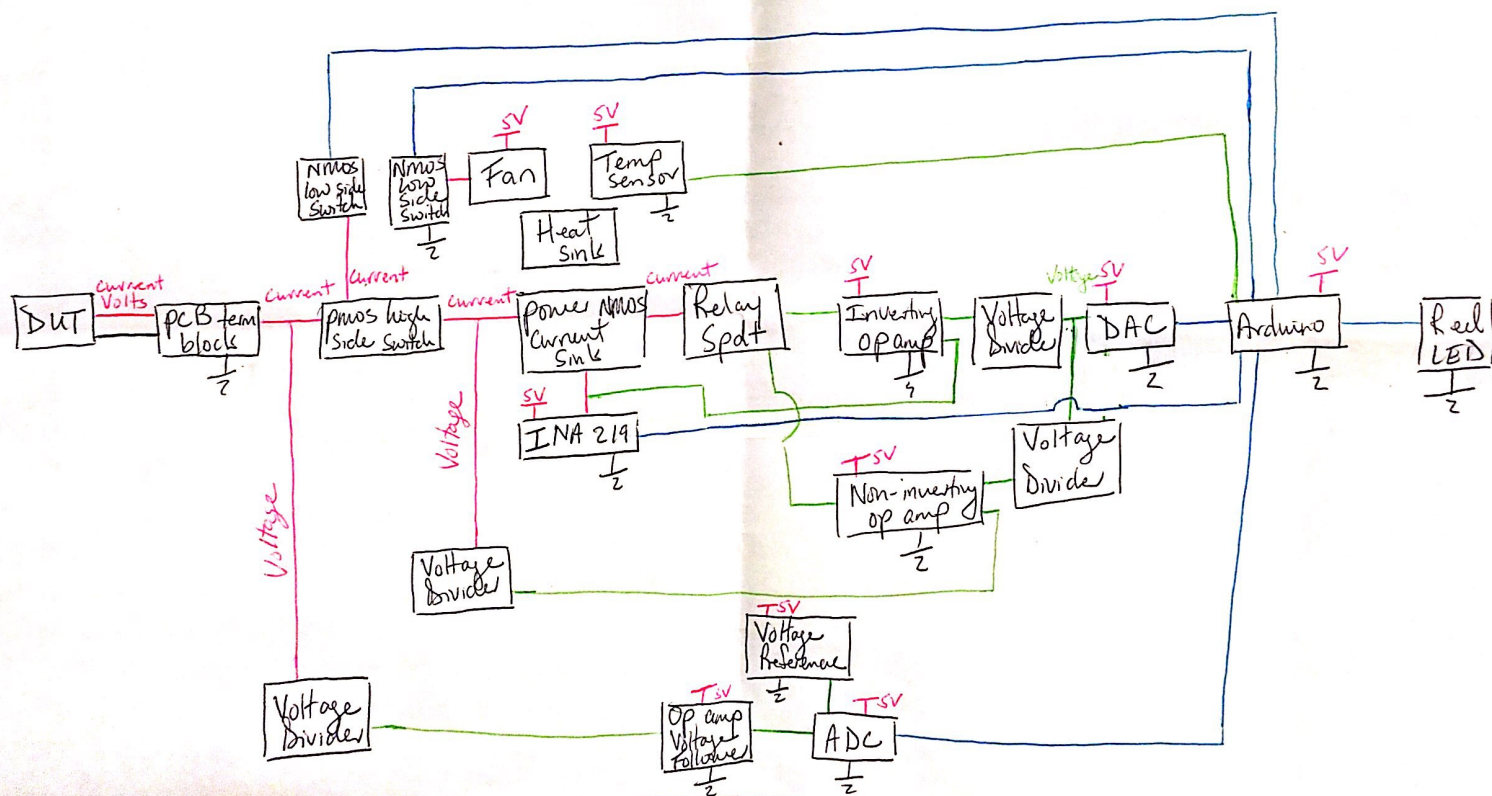 5V
5V
NMOS
low side
Switch
NMOS
Low
Side
Switch
Fan
Temp
Sensor
Heat
Sink
Current
Volts
Current
Current
Current
Current
5V
Voltage
5V
5V
DUT
PCB term
block
pmos high
Side Switch
power NMOS
Current
Sink
Relay
Spdt
Inverting
Op amp
Voltage
Divide
DAC
Arduino
Red
LED
5V
INA 219
Voltage
5V
Non-inverting
op amp
Voltage
Divider
Voltage
Voltage
Divider
5V
Voltage
Reference
Voltage
Divider
5V
Op amp
Voltage
Follower
5V
ADC